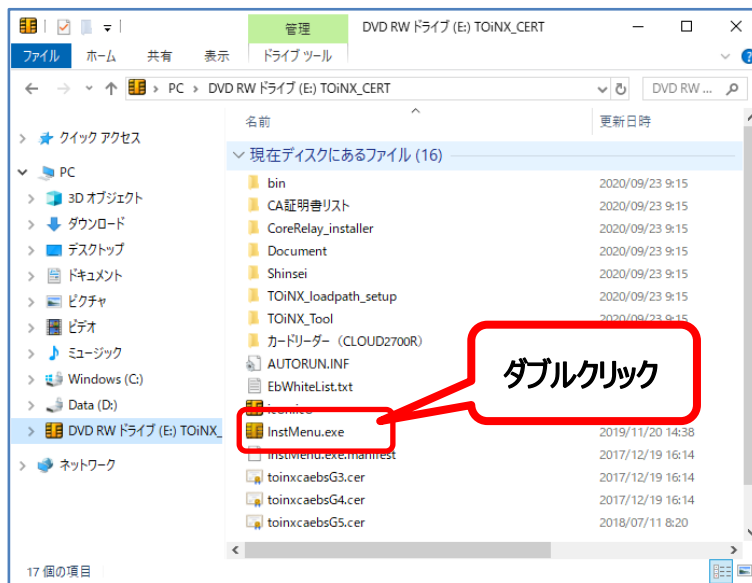 管理
DVD RW ドライブ (E:) TOiNX_CERT
ファイル ホーム 共有 表示 ドライブ ツール
PC › DVD RW ドライブ (E:) TOiNX_CERT
DVD RW ...
名前 更新日時
クイック アクセス
現在ディスクにあるファイル (16)
PC
3D オブジェクト
ダウンロード
デスクトップ
ドキュメント
ピクチャ
ビデオ
ミュージック
Windows (C:)
Data (D:)
DVD RW ドライブ (E:) TOiNX_
ネットワーク
bin 2020/09/23 9:15
CA証明書リスト 2020/09/23 9:15
CoreRelay_installer 2020/09/23 9:15
Document 2020/09/23 9:15
Shinsei 2020/09/23 9:15
TOiNX_loadpath_setup 2020/09/23 9:15
TOiNX_Tool 2020/09/23 9:15
カードリーダー（CLOUD2700R）
AUTORUN.INF
EbWhiteList.txt
InstMenu.exe 2019/11/20 14:38
InstMenu.exe.manifest 2017/12/19 16:14
toinxcaebsG3.cer 2017/12/19 16:14
toinxcaebsG4.cer 2017/12/19 16:14
toinxcaebsG5.cer 2018/07/11 8:20
ダブルクリック
17 個の項目